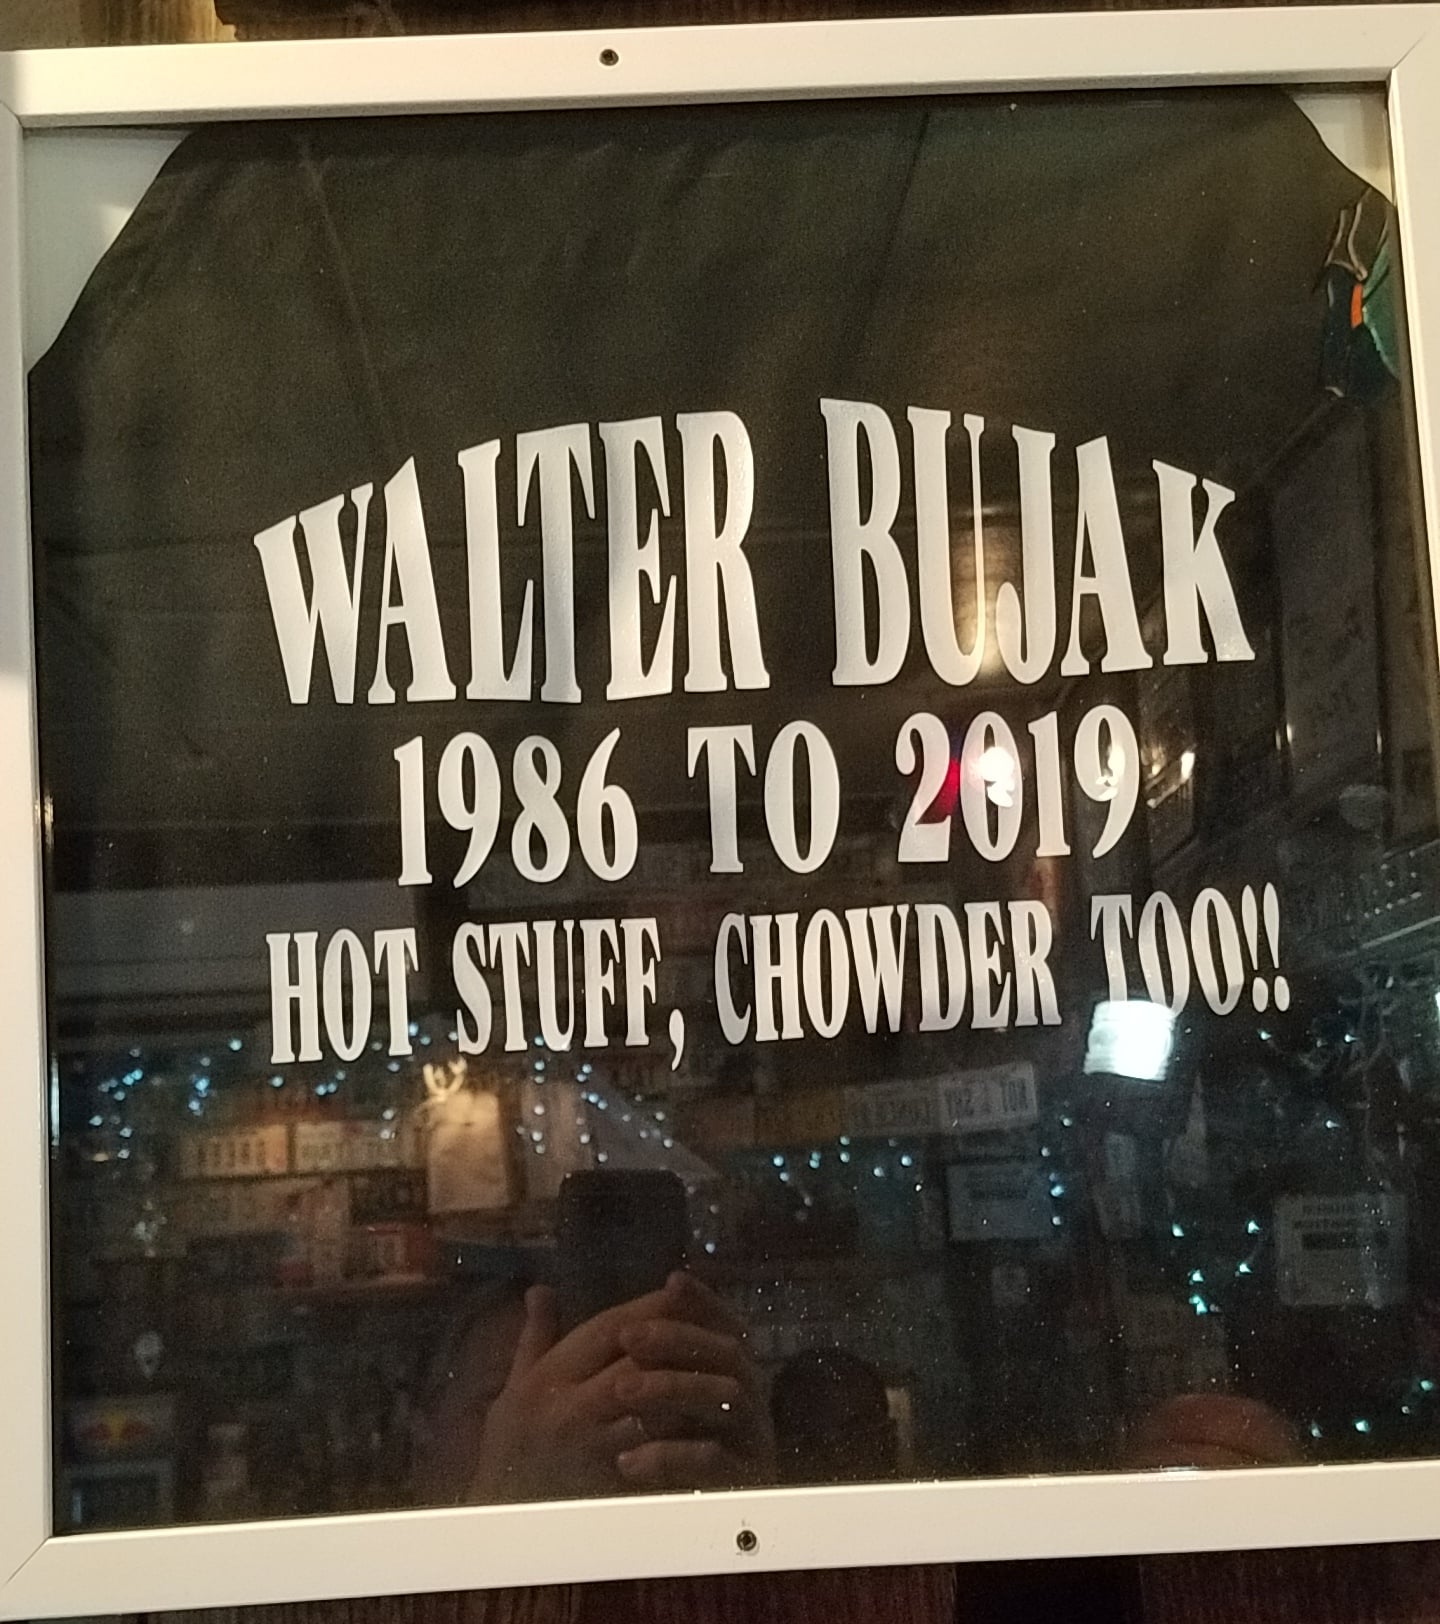 WALTER BUJAK
1986 TO 2019
HOT STUFF, CHOWDER TOO!!